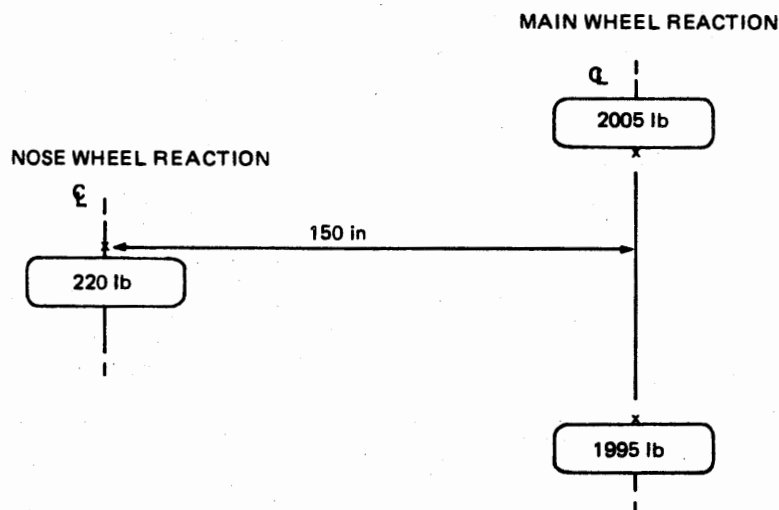 MAIN WHEEL REACTION
℄
2005 lb
NOSE WHEEL REACTION
℄
150 in
220 lb
1995 lb